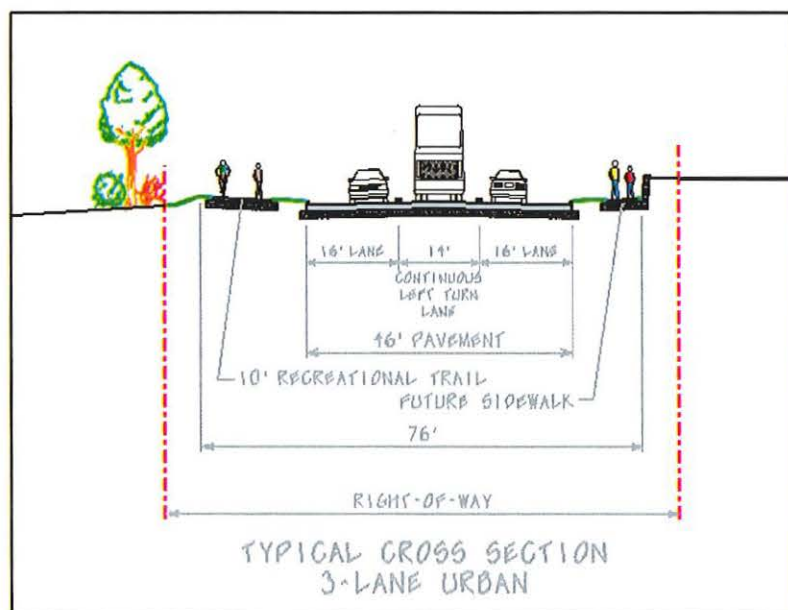 16' LANE 14' 16' LANE
CONTINUOUS
LEFT TURN
LANE
46' PAVEMENT
10' RECREATIONAL TRAIL
FUTURE SIDEWALK
76'
RIGHT-OF-WAY
TYPICAL CROSS SECTION
3-LANE URBAN